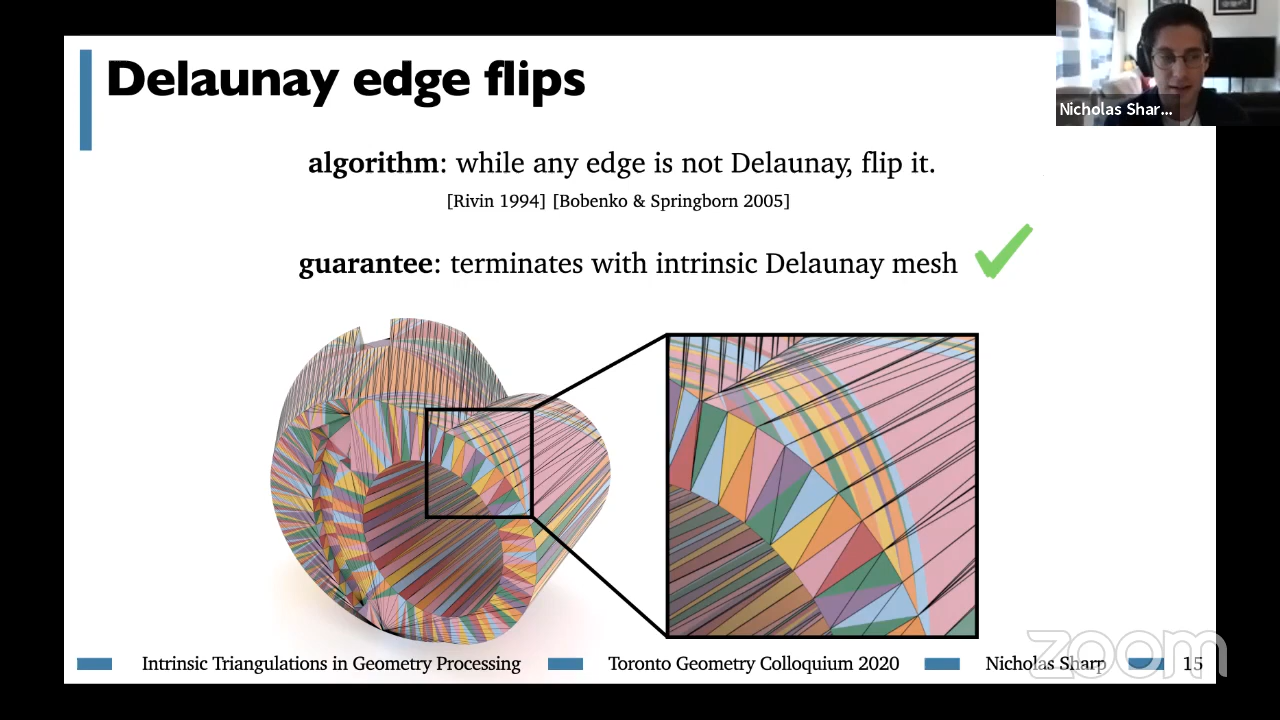 Delaunay edge flips
Nicholas Shar...
algorithm: while any edge is not Delaunay, flip it.
[Rivin 1994] [Bobenko & Springborn 2005]
guarantee: terminates with intrinsic Delaunay mesh
zoom
Intrinsic Triangulations in Geometry Processing
Toronto Geometry Colloquium 2020
Nicholas Sharp
15